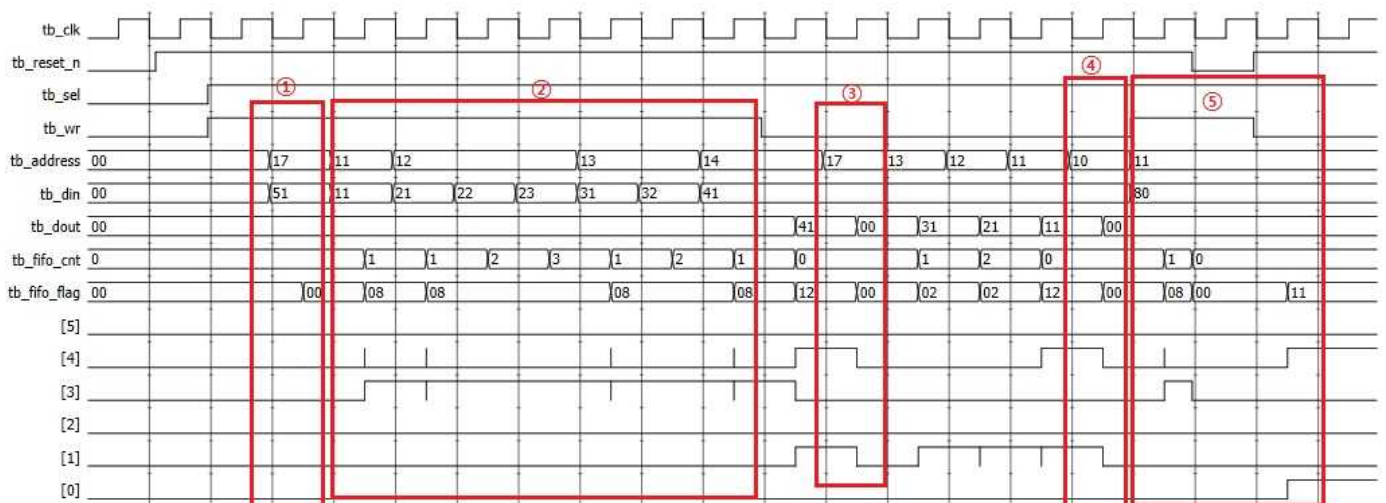 tb_clk
tb_reset_n
④
tb_sel ① ② ③ ⑤
tb_wr
tb_address 00 17 11 12 13 14 17 13 12 11 10 11
tb_din 00 51 11 21 22 23 31 32 41 80
tb_dout 00 41 00 31 21 11 00
tb_fifo_cnt 0 1 1 2 3 1 2 1 0 1 2 0 1 0
tb_fifo_flag 00 00 08 08 08 08 12 00 02 02 12 00 08 00 11
[5]
[4]
[3]
[2]
[1]
[0]